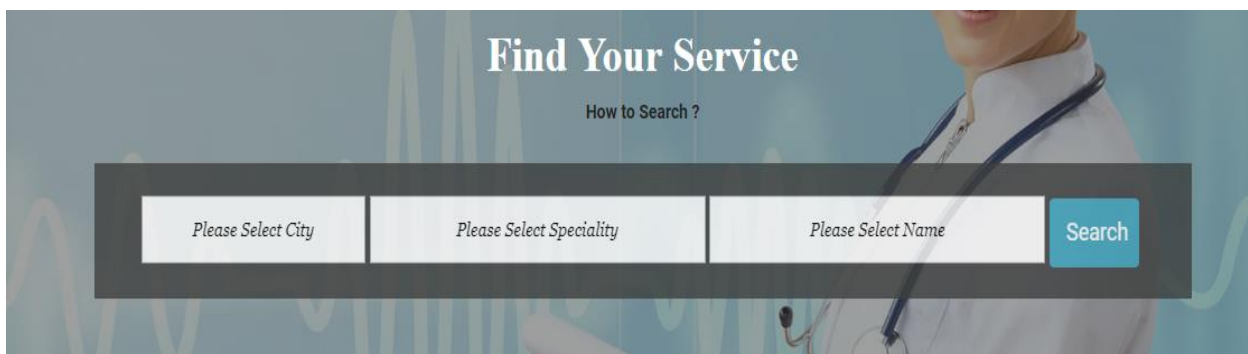 Find Your Service
How to Search ?
Please Select City
Please Select Speciality
Please Select Name
Search